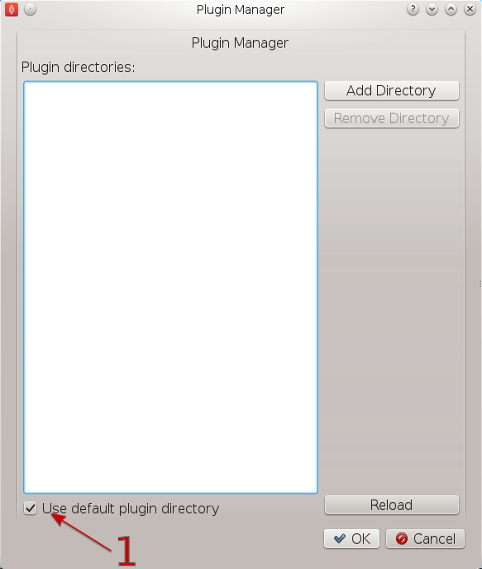 Plugin Manager
Plugin Manager
Plugin directories:
Add Directory
Remove Directory
Use default plugin directory
Reload
OK
Cancel
1